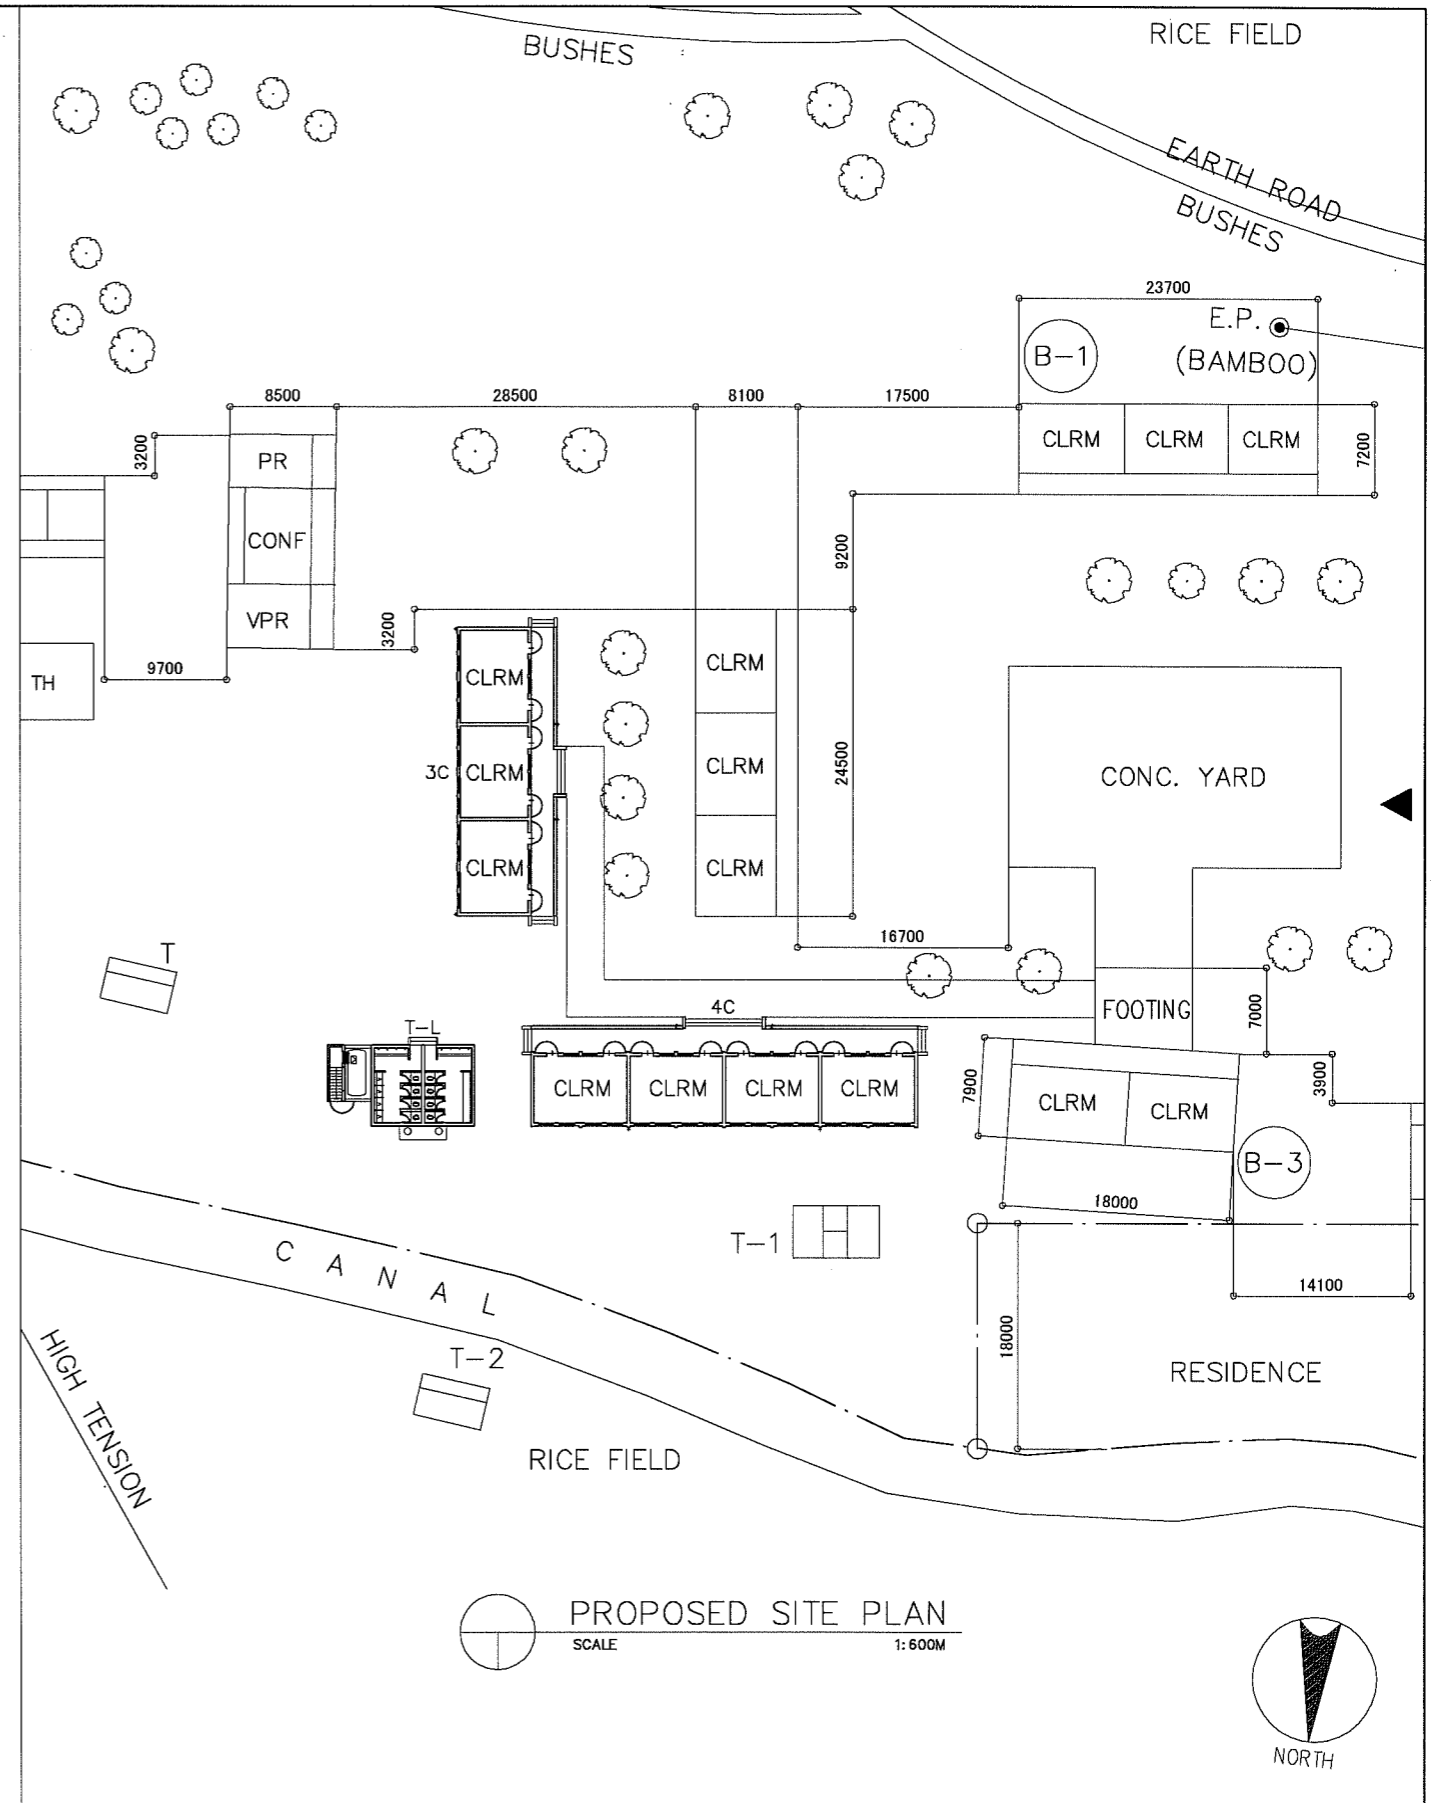 RICE FIELD
BUSHES
EARTH ROAD
BUSHES
23700
E.P.
(BAMBOO)
B-1
8500
28500
8100
17500
CLRM
CLRM
CLRM
7200
3200
PR
CONF
VPR
9200
3200
TH
9700
CLRM
CLRM
CLRM
3C
CLRM
CLRM
CLRM
24500
CONC. YARD
16700
T
4C
FOOTING
7000
T-L
CLRM
CLRM
CLRM
CLRM
7900
CLRM
CLRM
3900
B-3
18000
T-1
14100
CANAL
18000
HIGH TENSION
T-2
RESIDENCE
RICE FIELD
PROPOSED SITE PLAN
SCALE 1:600M
NORTH